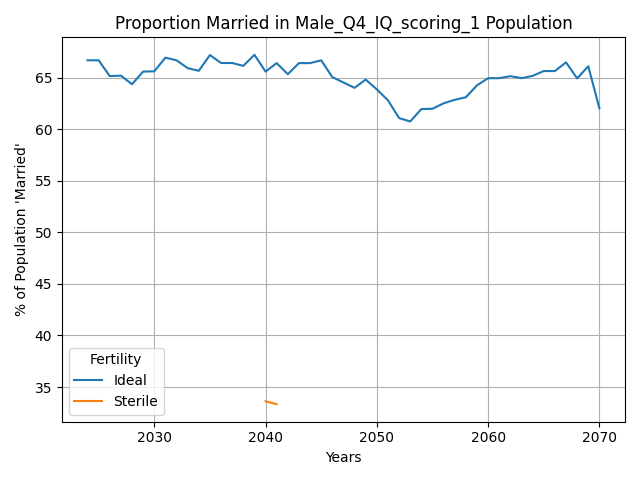 Proportion Married in Male_Q4_IQ_scoring_1 Population
% of Population 'Married'
65
60
55
50
45
40
35
Fertility
Ideal
Sterile
2030
2040
2050
2060
2070
Years